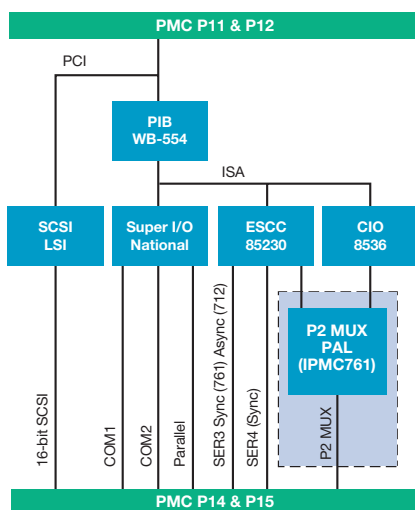 PMC P11 & P12
PCI
PIB
WB-554
ISA
SCSI
LSI
Super I/O
National
ESCC
85230
CIO
8536
P2 MUX
PAL
(IPMC761)
16-bit SCSI
COM1
COM2
Parallel
SER3 Sync (761) Async (712)
SER4 (Sync)
P2 MUX
PMC P14 & P15